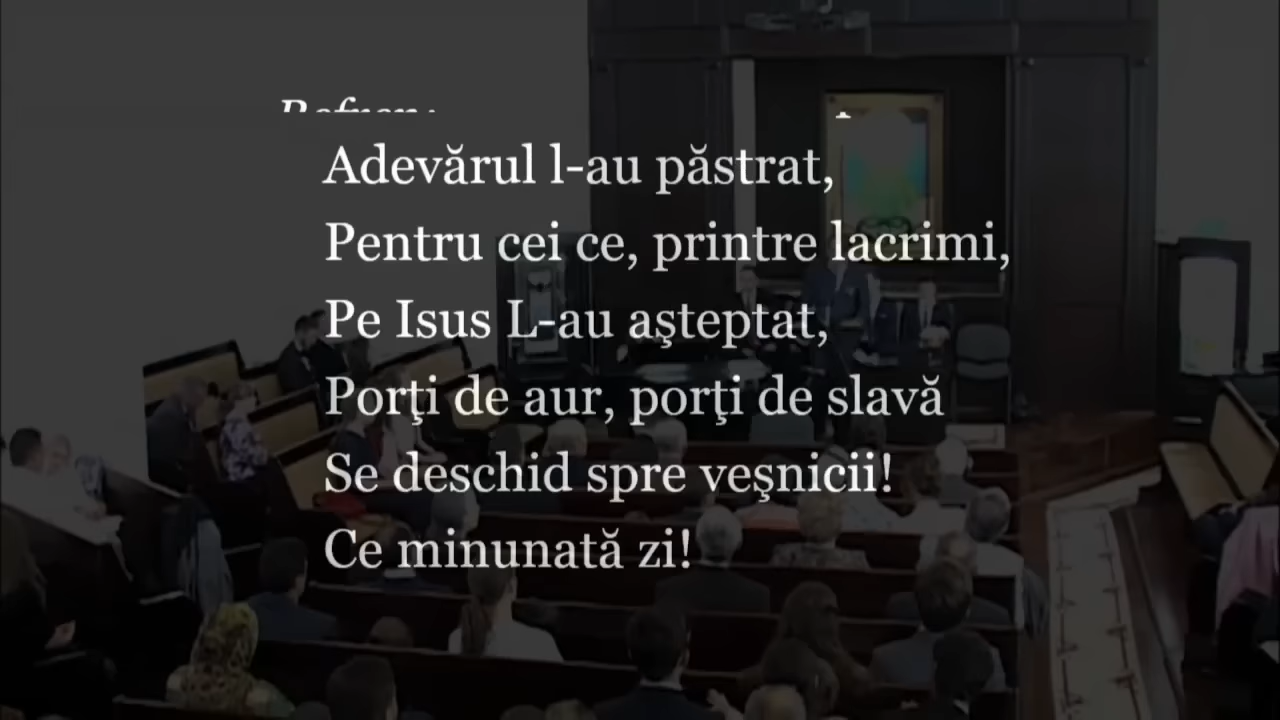 Adevărul l-au păstrat,
Pentru cei ce, printre lacrimi,
Pe Isus L-au aşteptat,
Porţi de aur, porţi de slavă
Se deschid spre veşnicii!
Ce minunată zi!